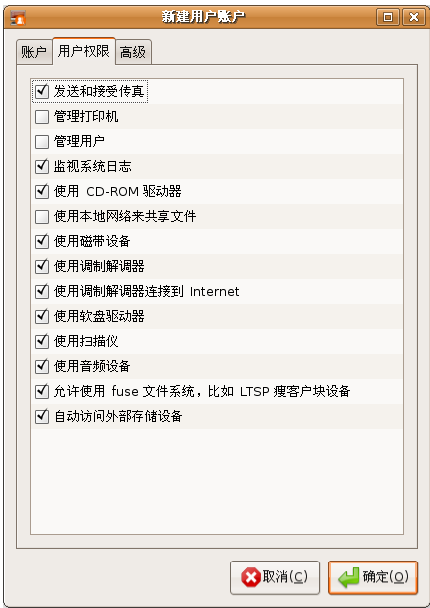 新建用户账户
账户 用户权限 高级
发送和接受传真
管理打印机
管理用户
监视系统日志
使用 CD-ROM 驱动器
使用本地网络来共享文件
使用磁带设备
使用调制解调器
使用调制解调器连接到 Internet
使用软盘驱动器
使用扫描仪
使用音频设备
允许使用 fuse 文件系统，比如 LTSP 瘦客户块设备
自动访问外部存储设备
取消(C) 确定(O)